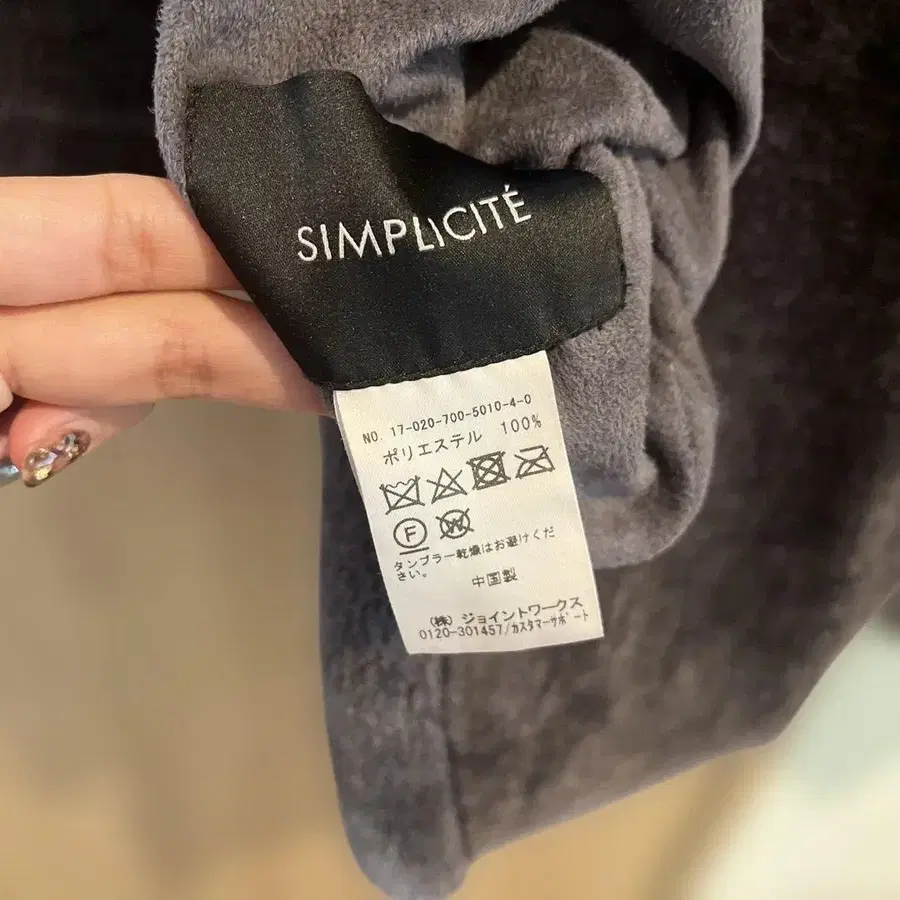 SIMPLICITÉ
NO. 17-020-700-5010-4-0
ポリエステル 100%
F W
タンブラー乾燥はお避けくだ
さい。
中国製
(株) ジョイントワークス
0120-301457/カスタマーサポート